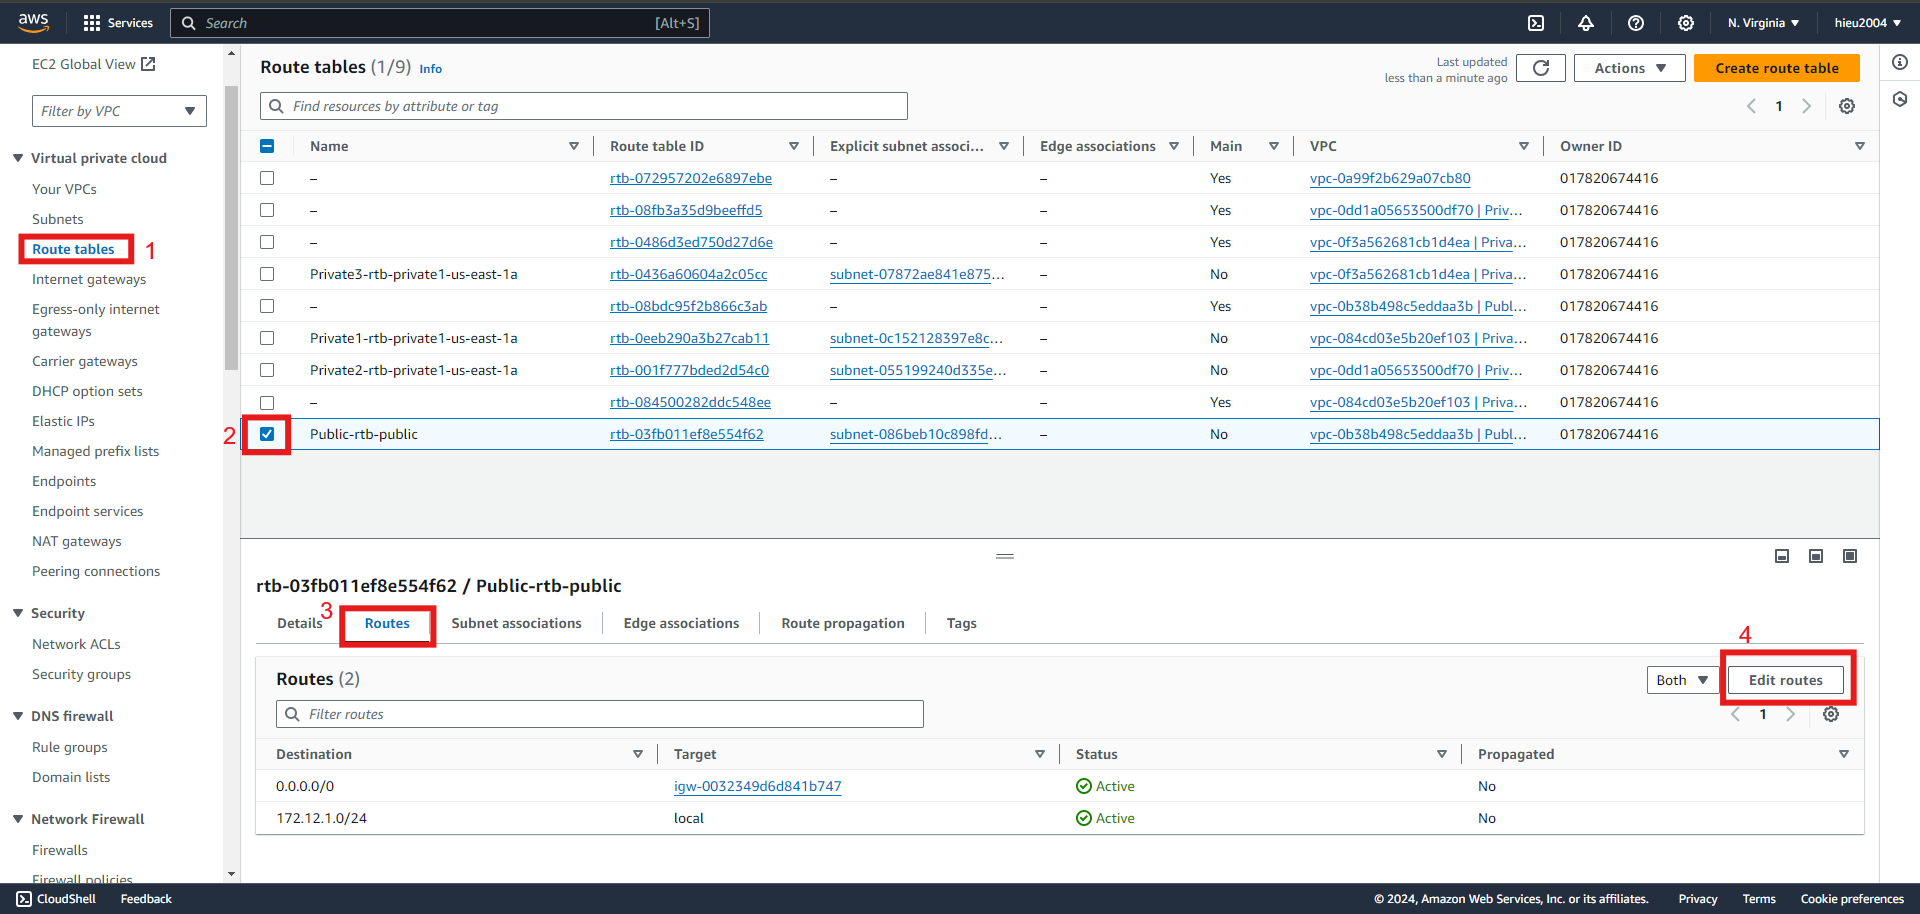 aws
Services
Search
[Alt+S]
N. Virginia
hieu2004
EC2 Global View
Filter by VPC
Virtual private cloud
Your VPCs
Subnets
Route tables
1
Internet gateways
Egress-only internet
gateways
Carrier gateways
DHCP option sets
Elastic IPs
Managed prefix lists
Endpoints
Endpoint services
NAT gateways
Peering connections
Security
Network ACLs
Security groups
DNS firewall
Rule groups
Domain lists
Network Firewall
Firewalls
Firewall policies
Route tables (1/9) Info
Last updated
less than a minute ago
Actions
Create route table
Find resources by attribute or tag
1
Name Route table ID Explicit subnet associ... Edge associations Main VPC Owner ID
– rtb-072957202e6897ebe – – Yes vpc-0a99f2b629a07cb80 017820674416
– rtb-08fb3a35d9beeffd5 – – Yes vpc-0dd1a05653500df70 | Priv... 017820674416
– rtb-0486d3ed750d27d6e – – Yes vpc-0f3a562681cb1d4ea | Priva... 017820674416
Private3-rtb-private1-us-east-1a rtb-0436a60604a2c05cc subnet-07872ae841e875... – No vpc-0f3a562681cb1d4ea | Priva... 017820674416
– rtb-08bdc95f2b866c3ab – – Yes vpc-0b38b498c5eddaa3b | Publ... 017820674416
Private1-rtb-private1-us-east-1a rtb-0eeb290a3b27cab11 subnet-0c152128397e8c... – No vpc-084cd03e5b20ef103 | Priva... 017820674416
Private2-rtb-private1-us-east-1a rtb-001f777bded2d54c0 subnet-055199240d335e... – No vpc-0dd1a05653500df70 | Priv... 017820674416
– rtb-084500282ddc548ee – – Yes vpc-084cd03e5b20ef103 | Priva... 017820674416
2 Public-rtb-public rtb-03fb011ef8e554f62 subnet-086beb10c898fd... – No vpc-0b38b498c5eddaa3b | Publ... 017820674416
rtb-03fb011ef8e554f62 / Public-rtb-public
3
Details Routes Subnet associations Edge associations Route propagation Tags
4
Routes (2)
Both
Edit routes
Filter routes
1
Destination Target Status Propagated
0.0.0.0/0 igw-0032349d6d841b747 Active No
172.12.1.0/24 local Active No
CloudShell Feedback © 2024, Amazon Web Services, Inc. or its affiliates. Privacy Terms Cookie preferences